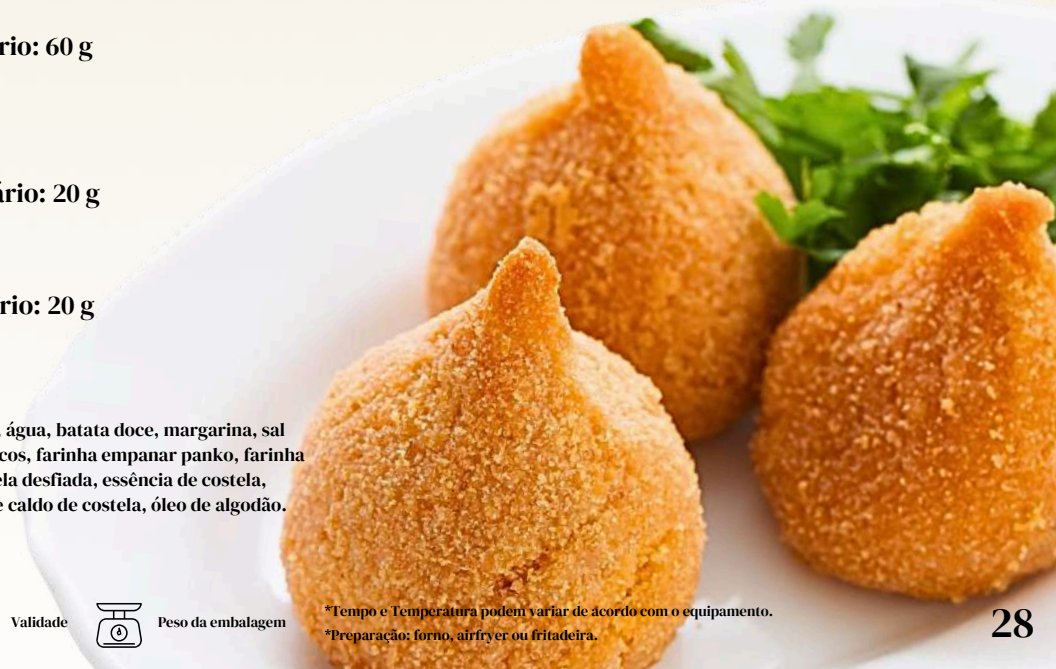 rio: 60 g
ário: 20 g
rio: 20 g
água, batata doce, margarina, sal
cos, farinha empanar panko, farinha
ela desfiada, essência de costela,
e caldo de costela, óleo de algodão.
Validade
Peso da embalagem
*Tempo e Temperatura podem variar de acordo com o equipamento.
*Preparação: forno, airfryer ou fritadeira.
28